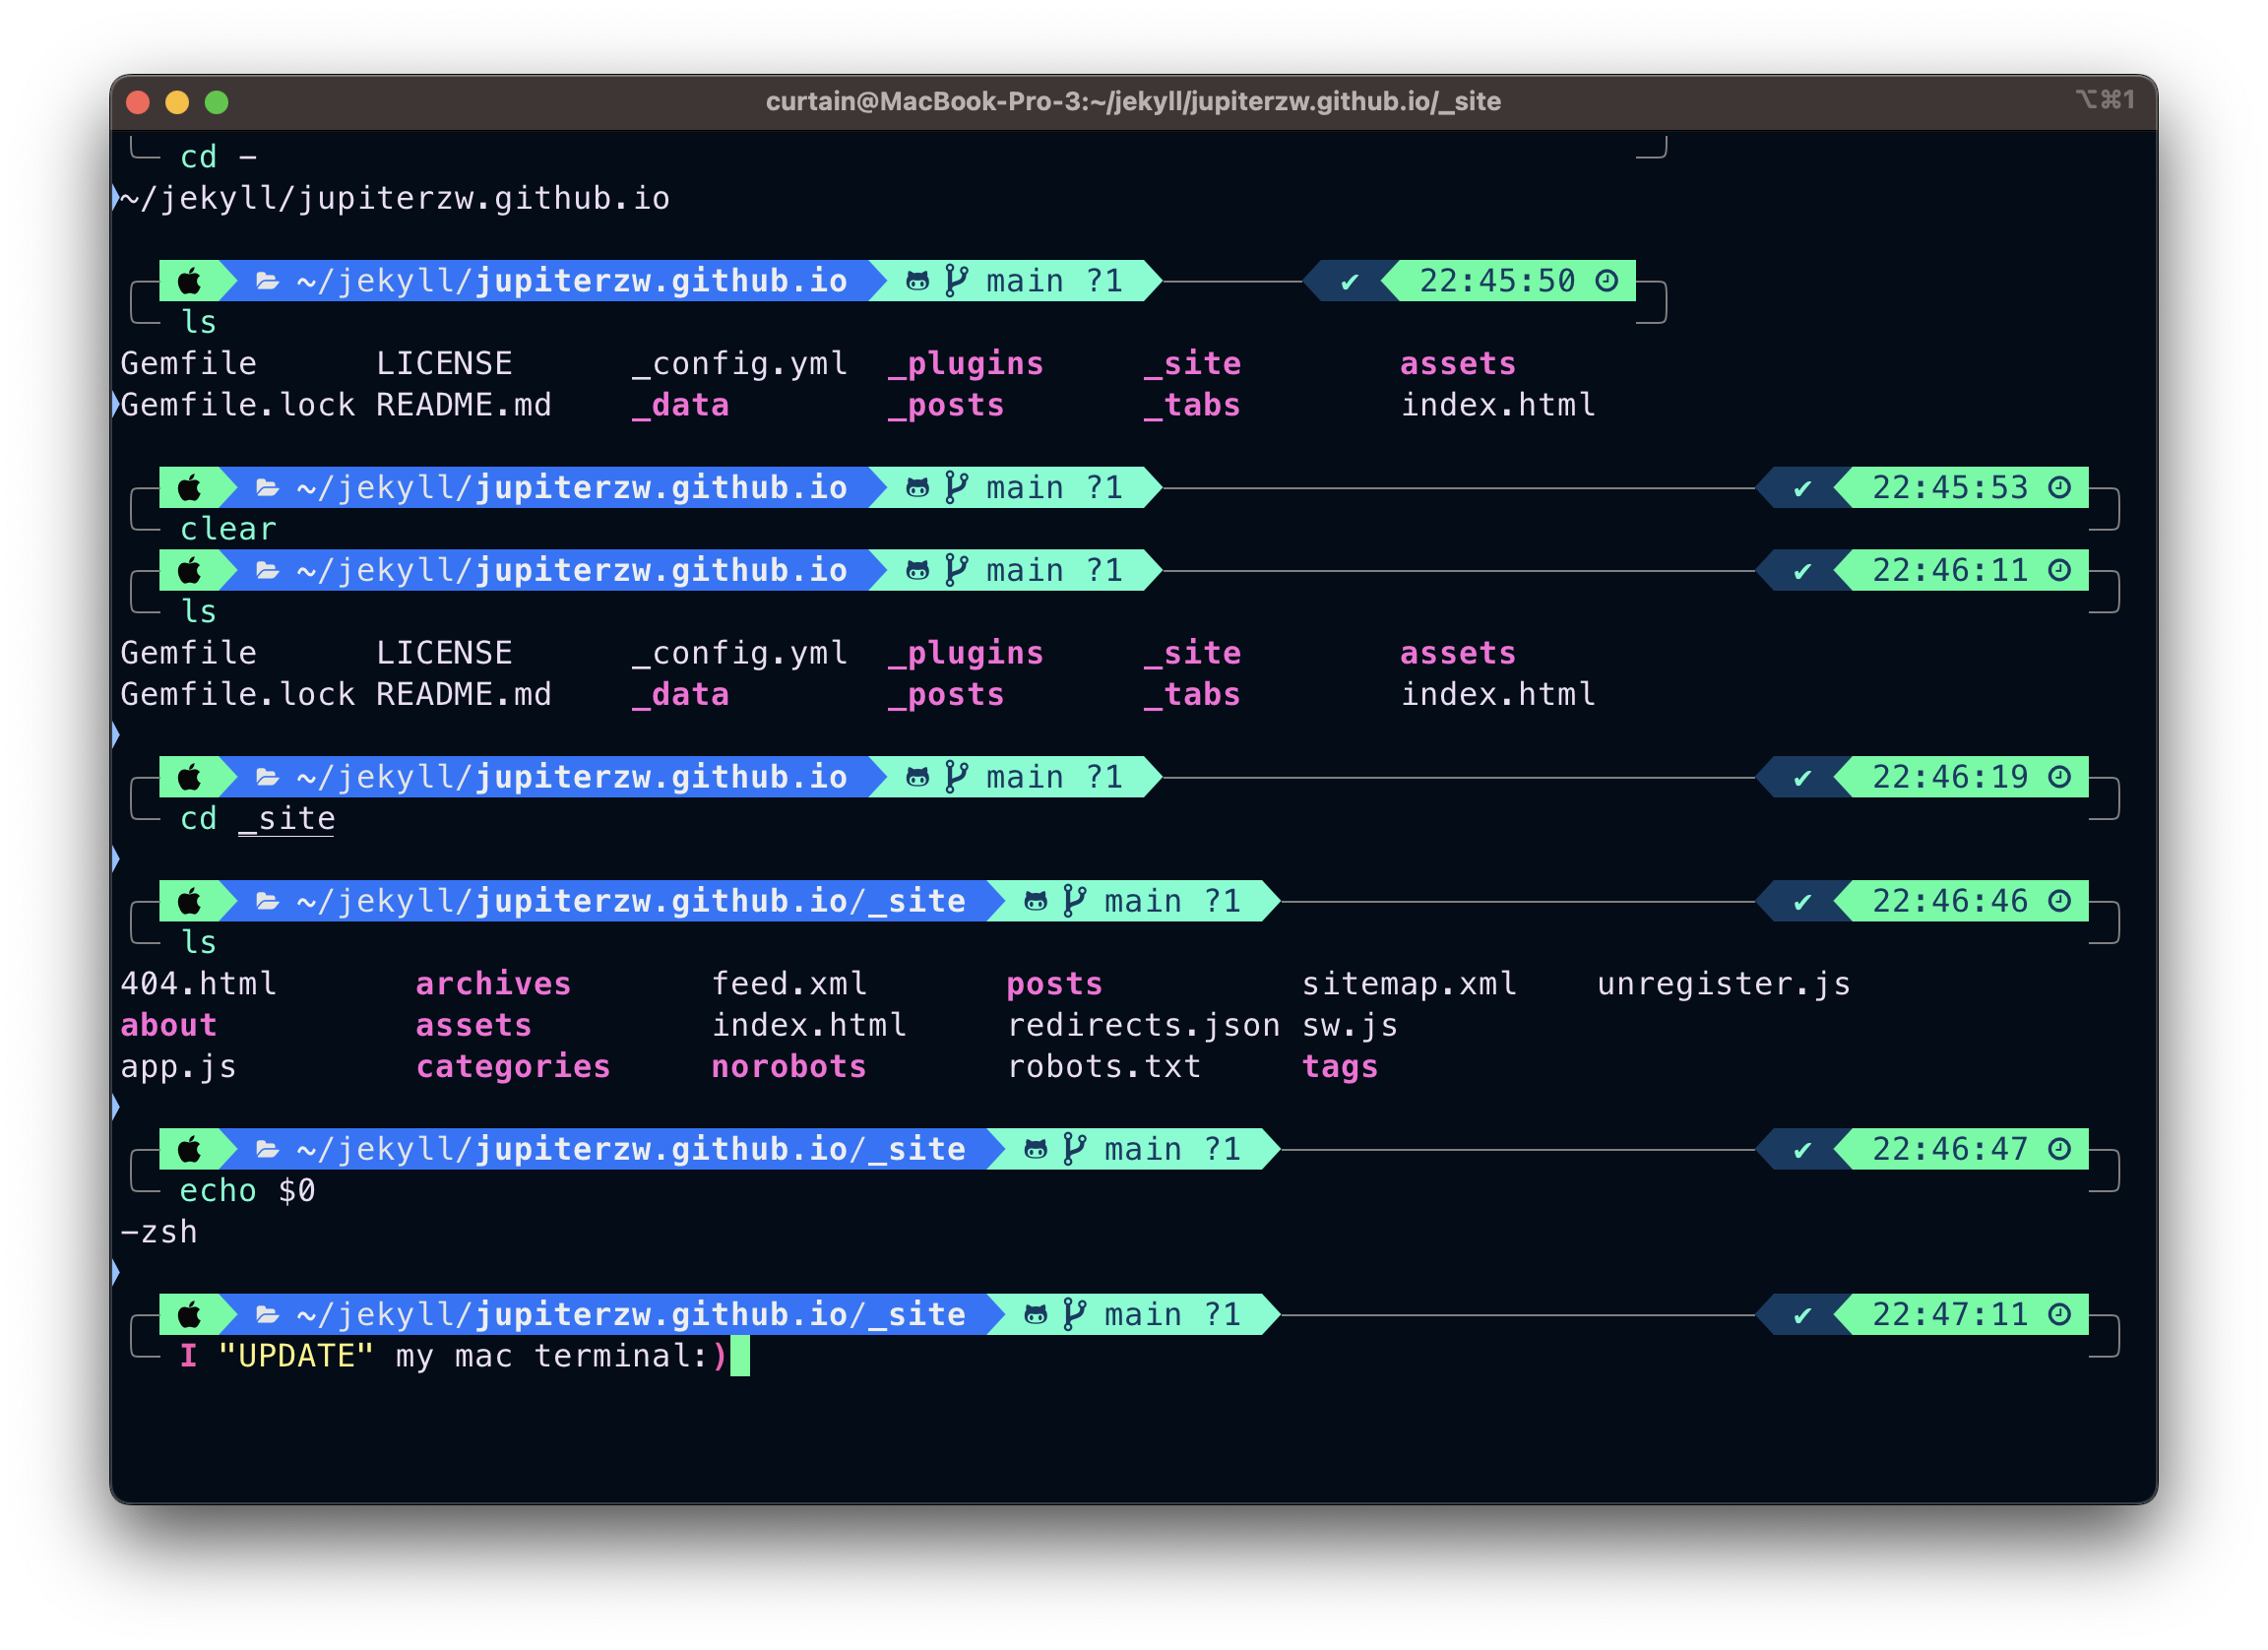 curtain@MacBook-Pro-3:~/jekyll/jupiterzw.github.io/_site ⌥⌘1
cd -
~/jekyll/jupiterzw.github.io
~/jekyll/jupiterzw.github.io main ?1 ✔ 22:45:50
ls
Gemfile LICENSE _config.yml _plugins _site assets
Gemfile.lock README.md _data _posts _tabs index.html
~/jekyll/jupiterzw.github.io main ?1 ✔ 22:45:53
clear
~/jekyll/jupiterzw.github.io main ?1 ✔ 22:46:11
ls
Gemfile LICENSE _config.yml _plugins _site assets
Gemfile.lock README.md _data _posts _tabs index.html
~/jekyll/jupiterzw.github.io main ?1 ✔ 22:46:19
cd _site
~/jekyll/jupiterzw.github.io/_site main ?1 ✔ 22:46:46
ls
404.html archives feed.xml posts sitemap.xml unregister.js
about assets index.html redirects.json sw.js
app.js categories norobots robots.txt tags
~/jekyll/jupiterzw.github.io/_site main ?1 ✔ 22:46:47
echo $0
-zsh
~/jekyll/jupiterzw.github.io/_site main ?1 ✔ 22:47:11
I "UPDATE" my mac terminal:)